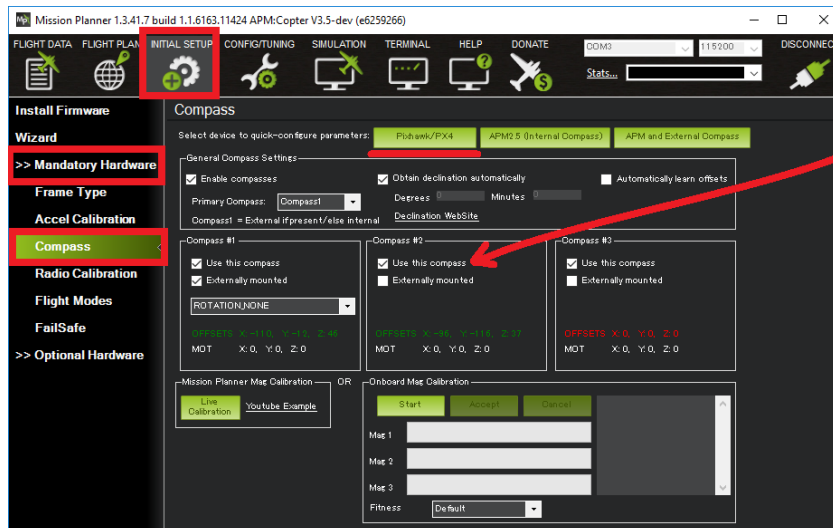 Mission Planner 1.3.41.7 build 1.1.6163.11424 APM:Copter V3.5-dev (e6259266)
FLIGHT DATA FLIGHT PLAN INITIAL SETUP CONFIG/TUNING SIMULATION TERMINAL HELP DONATE COM3 115200 DISCONNEC
Stats...
Install Firmware
Wizard
>> Mandatory Hardware
Frame Type
Accel Calibration
Compass
Radio Calibration
Flight Modes
FailSafe
>> Optional Hardware
Compass
Select device to quick-configure parameters: Pixhawk/PX4 APM2.5 (Internal Compass) APM and External Compass
General Compass Settings
Enable compasses Obtain declination automatically Automatically learn offsets
Primary Compass: Compass1 Degrees 0 Minutes 0
Compass1 = External if present/else internal Declination WebSite
Compass #1 Compass #2 Compass #3
Use this compass Use this compass Use this compass
Externally mounted Externally mounted Externally mounted
ROTATION_NONE
OFFSETS X: -110, Y: -12, Z: 46 OFFSETS X: -96, Y: -116, Z: 37 OFFSETS X: 0, Y: 0, Z: 0
MOT X: 0, Y: 0, Z: 0 MOT X: 0, Y: 0, Z: 0 MOT X: 0, Y: 0, Z: 0
Mission Planner Mag Calibration OR Onboard Mag Calibration
Live Calibration Youtube Example Start Accept Cancel
Mag 1
Mag 2
Mag 3
Fitness Default